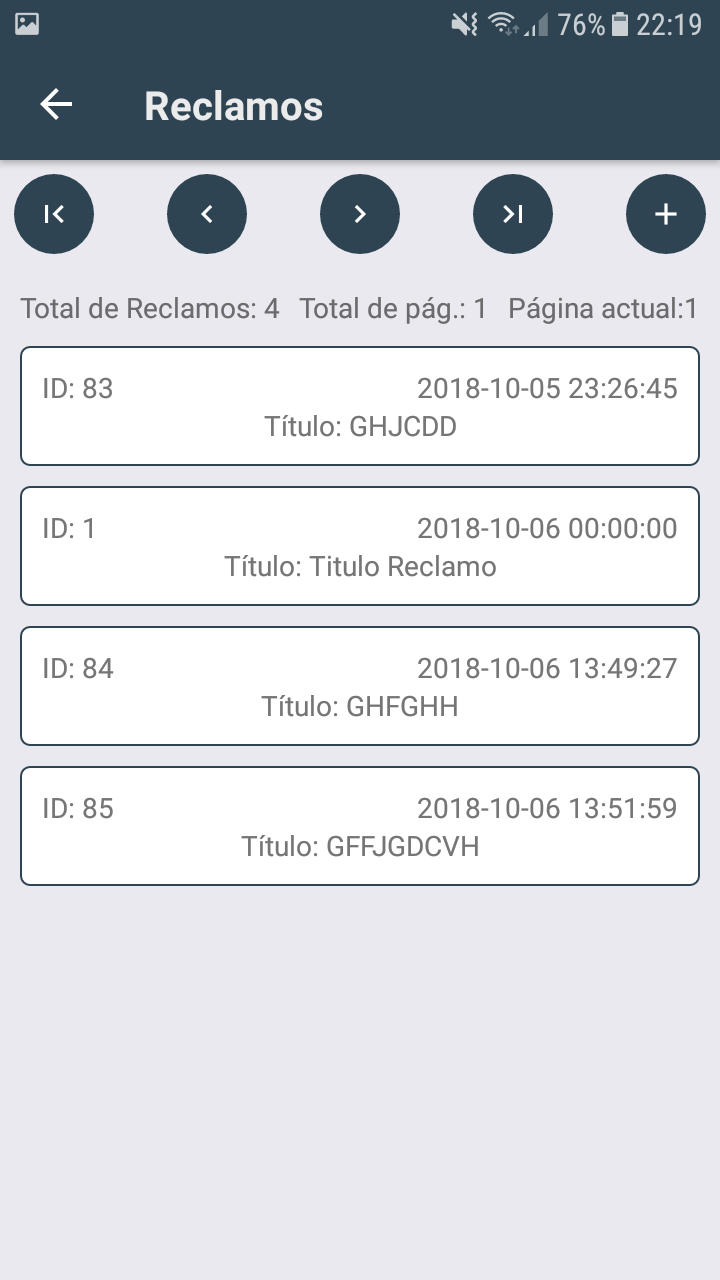 76% 22:19
Reclamos
Total de Reclamos: 4 Total de pág.: 1 Página actual:1
ID: 83 2018-10-05 23:26:45
Título: GHJCDD
ID: 1 2018-10-06 00:00:00
Título: Titulo Reclamo
ID: 84 2018-10-06 13:49:27
Título: GHFGHH
ID: 85 2018-10-06 13:51:59
Título: GFFJGDCVH